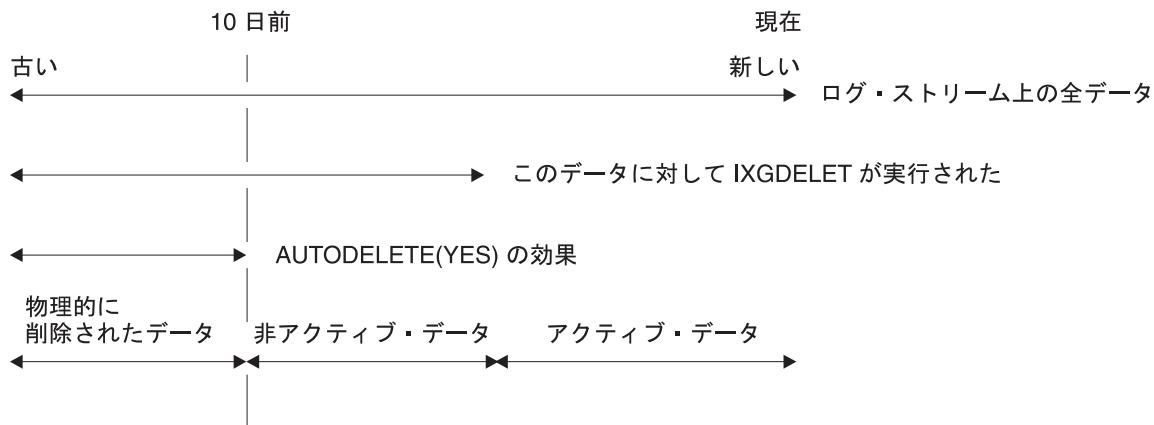 10 日前
現在
古い
新しい
ログ・ストリーム上の全データ
このデータに対して IXGDELET が実行された
AUTODELETE(YES) の効果
物理的に
削除されたデータ
非アクティブ・データ
アクティブ・データ